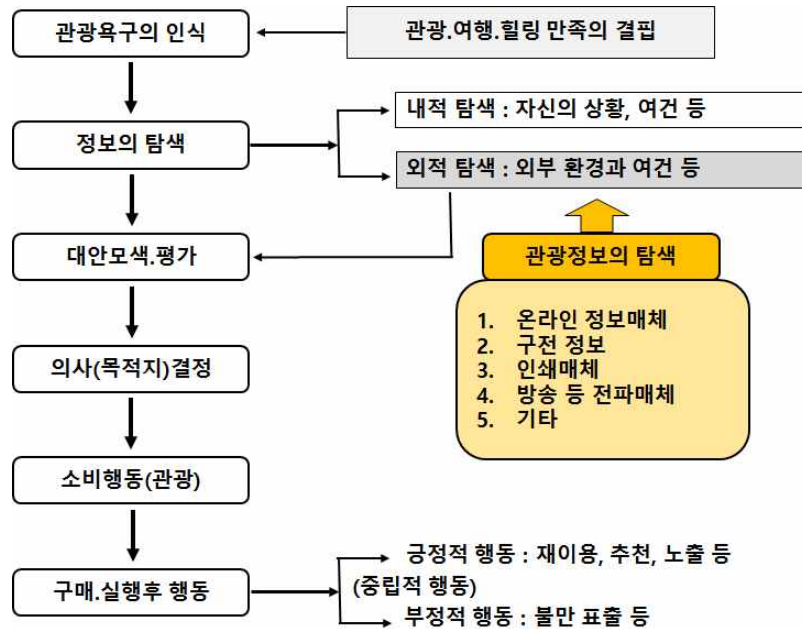 관광욕구의 인식
관광.여행.힐링 만족의 결핍
정보의 탐색
내적 탐색 : 자신의 상황, 여건 등
외적 탐색 : 외부 환경과 여건 등
대안모색.평가
관광정보의 탐색
1. 온라인 정보매체
2. 구전 정보
3. 인쇄매체
4. 방송 등 전파매체
5. 기타
의사(목적지)결정
소비행동(관광)
구매.실행후 행동
긍정적 행동 : 재이용, 추천, 노출 등
(중립적 행동)
부정적 행동 : 불만 표출 등